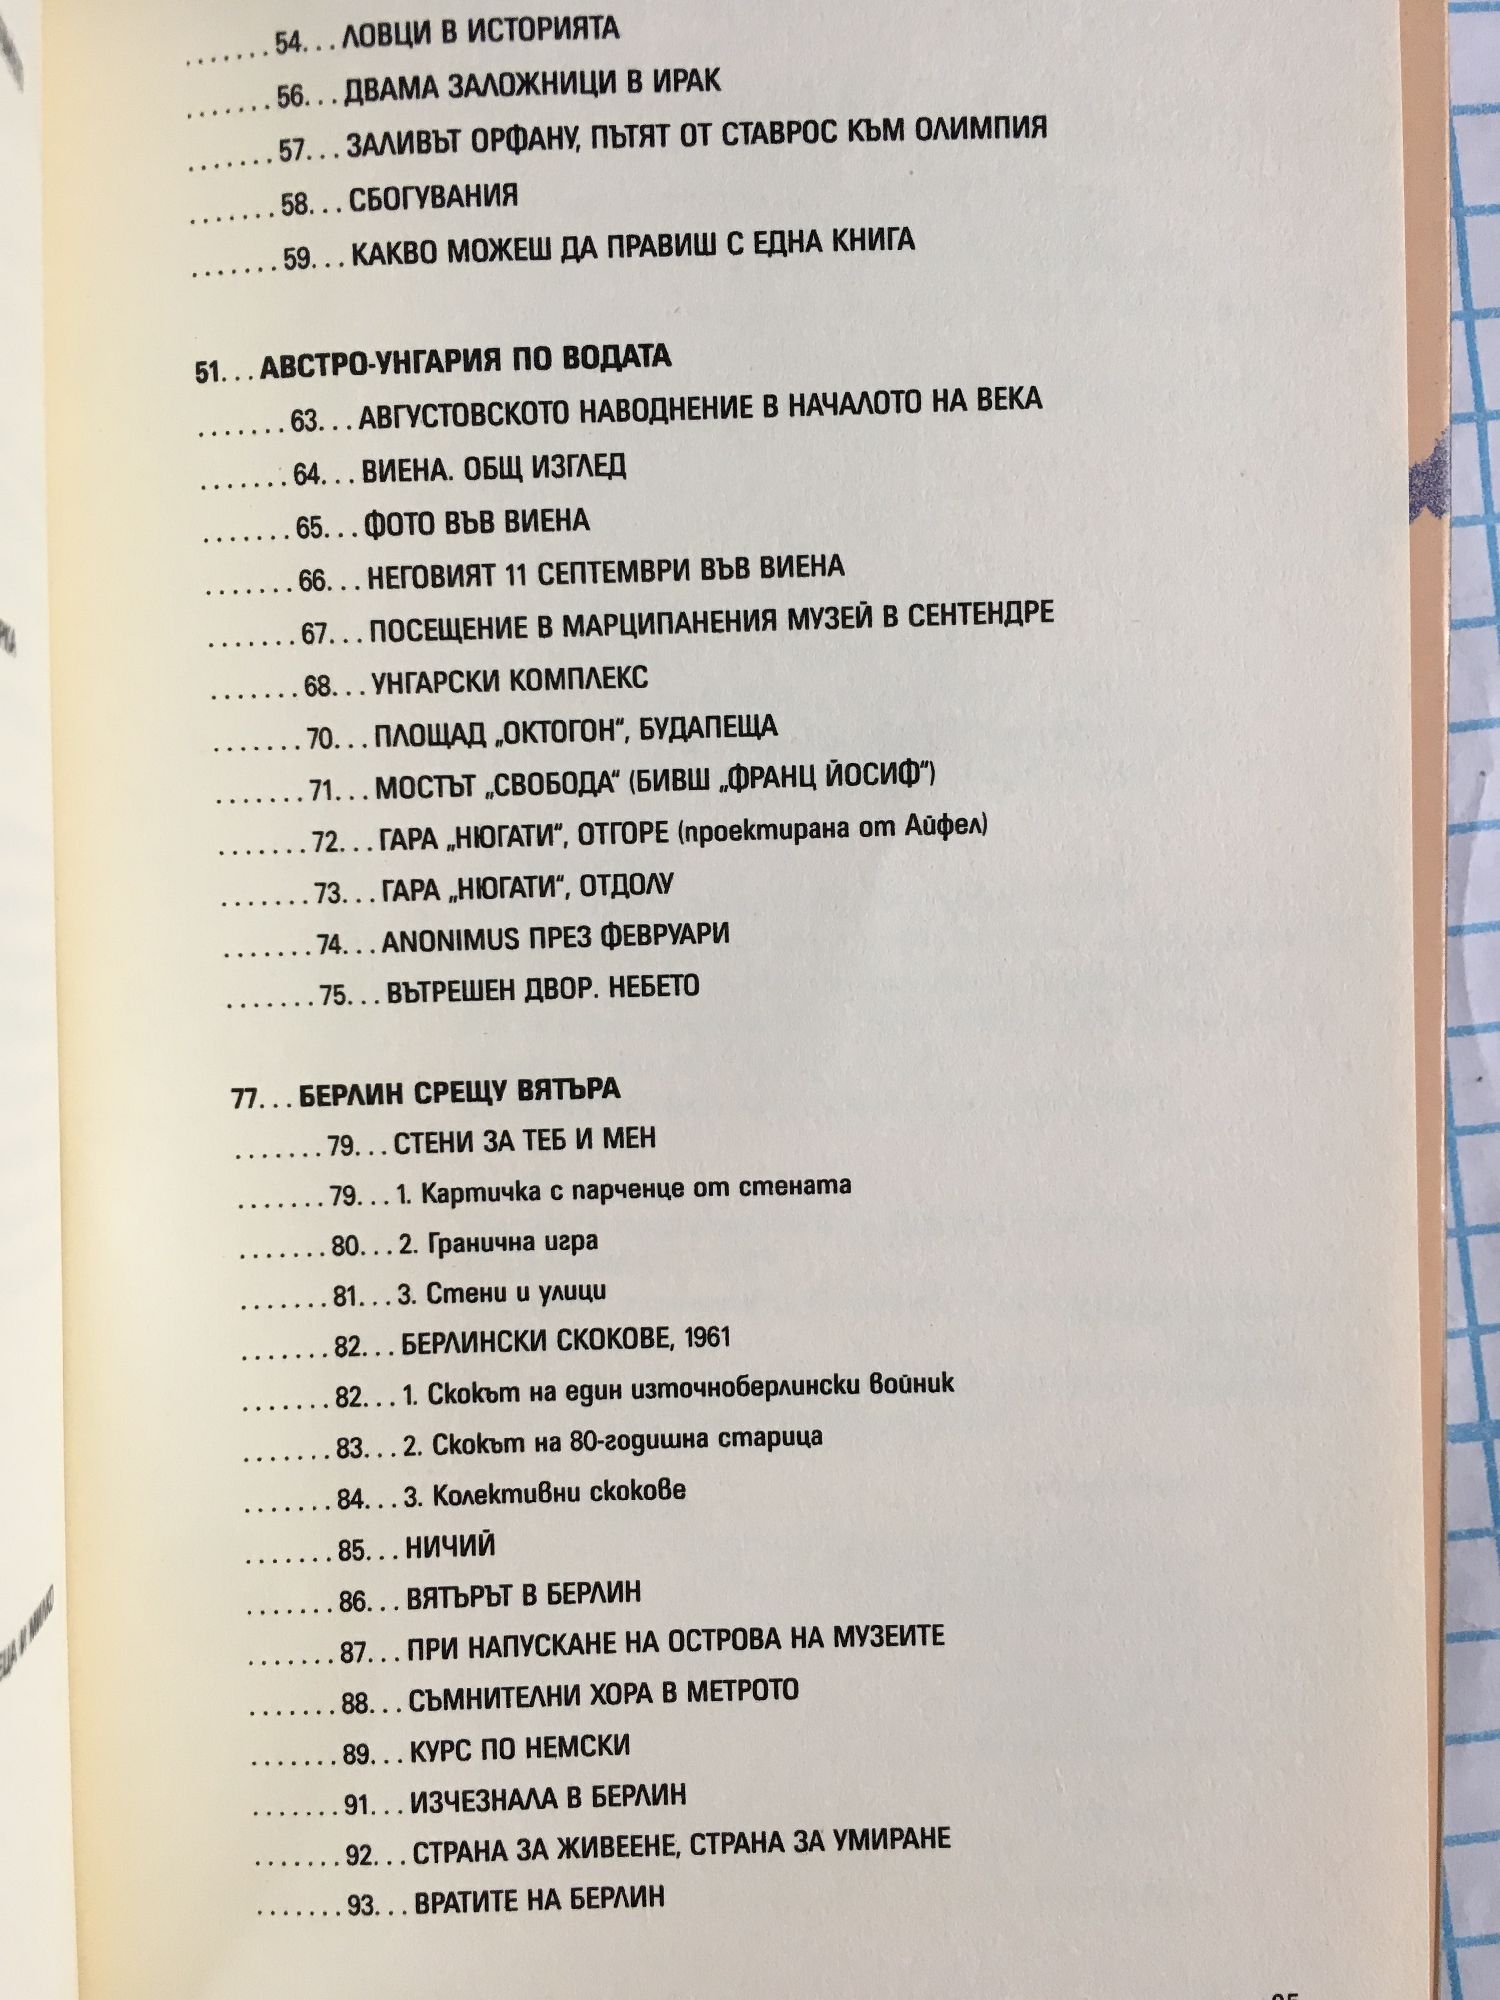 .......54...ЛОВЦИ В ИСТОРИЯТА
.......56...ДВАМА ЗАЛОЖНИЦИ В ИРАК
.......57...ЗАЛИВЪТ ОРФАНУ, ПЪТЯТ ОТ СТАВРОС КЪМ ОЛИМПИЯ
.......58...СБОГУВАНИЯ
.......59...КАКВО МОЖЕШ ДА ПРАВИШ С ЕДНА КНИГА
51...АВСТРО-УНГАРИЯ ПО ВОДАТА
.......63...АВГУСТОВСКОТО НАВОДНЕНИЕ В НАЧАЛОТО НА ВЕКА
.......64...ВИЕНА. ОБЩ ИЗГЛЕД
.......65...ФОТО ВЪВ ВИЕНА
.......66...НЕГОВИЯТ 11 СЕПТЕМВРИ ВЪВ ВИЕНА
.......67...ПОСЕЩЕНИЕ В МАРЦИПАНЕНИЯ МУЗЕЙ В СЕНТЕНДРЕ
.......68...УНГАРСКИ КОМПЛЕКС
.......70...ПЛОЩАД „ОКТОГОН“, БУДАПЕЩА
.......71...МОСТЪТ „СВОБОДА“ (БИВШ „ФРАНЦ ЙОСИФ“)
.......72...ГАРА „НЮГАТИ“, ОТГОРЕ (проектирана от Айфел)
.......73...ГАРА „НЮГАТИ“, ОТДОЛУ
.......74...ANONIMUS ПРЕЗ ФЕВРУАРИ
.......75...ВЪТРЕШЕН ДВОР. НЕБЕТО
77...БЕРЛИН СРЕЩУ ВЯТЪРА
.......79...СТЕНИ ЗА ТЕБ И МЕН
.......79...1. Картичка с парченце от стената
.......80...2. Гранична игра
.......81...3. Стени и улици
.......82...БЕРЛИНСКИ СКОКОВЕ, 1961
.......82...1. Скокът на един източноберлински войник
.......83...2. Скокът на 80-годишна старица
.......84...3. Колективни скокове
.......85...НИЧИЙ
.......86...ВЯТЪРЪТ В БЕРЛИН
.......87...ПРИ НАПУСКАНЕ НА ОСТРОВА НА МУЗЕИТЕ
.......88...СЪМНИТЕЛНИ ХОРА В МЕТРОТО
.......89...КУРС ПО НЕМСКИ
.......91...ИЗЧЕЗНАЛА В БЕРЛИН
.......92...СТРАНА ЗА ЖИВЕЕНЕ, СТРАНА ЗА УМИРАНЕ
.......93...ВРАТИТЕ НА БЕРЛИН